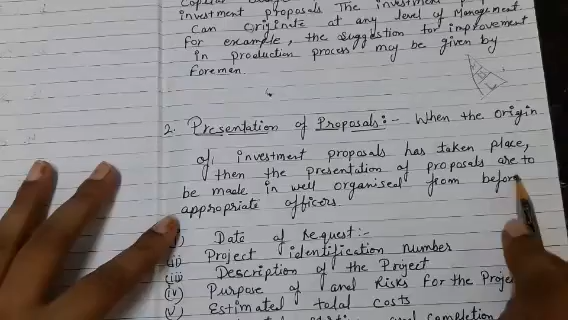 investment proposals The investment
can originate at any level of Management.
For example, the suggestion for improvement
in production process may be given by
Foremen.
2. Presentation of Proposals:- When the origin
of investment proposals has taken place,
then the presentation of proposals are to
be made in well organised from before
appropriate officers
(i) Date of Request:-
(ii) Project identification number
(iii) Description of the Project
(iv) Purpose of and Risks for the Proje
(v) Estimated total costs
completion